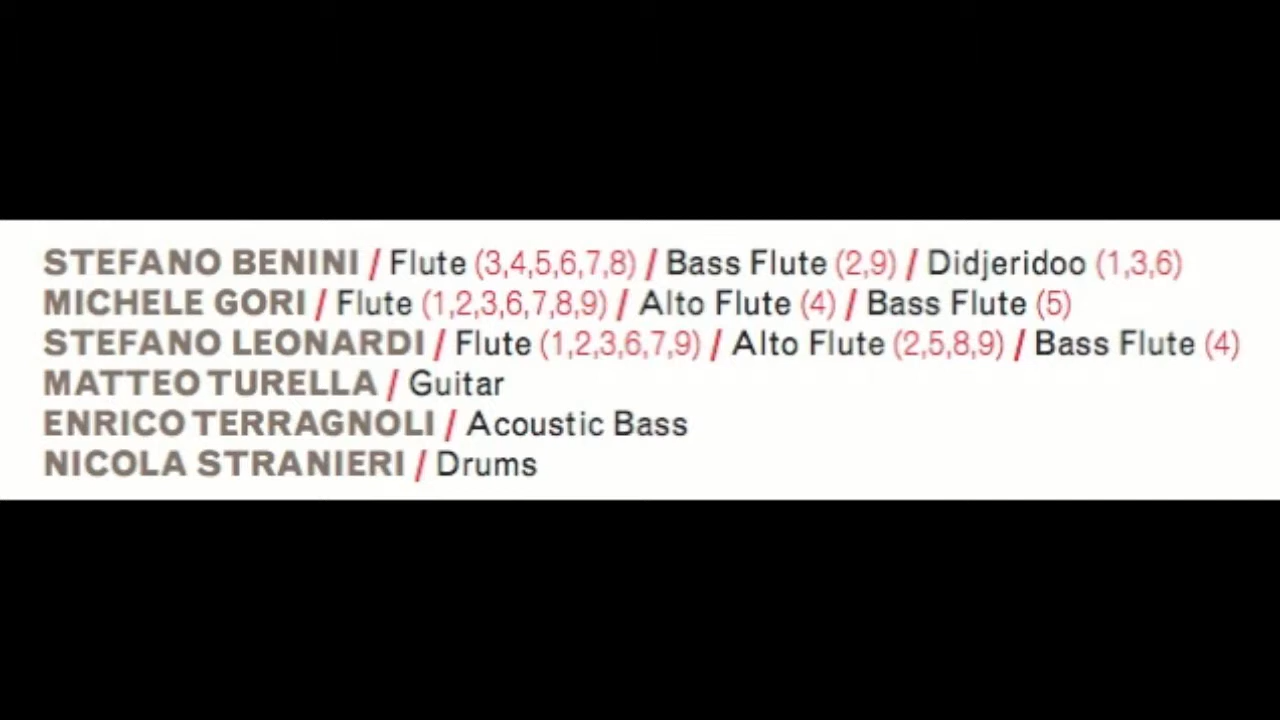 STEFANO BENINI / Flute (3,4,5,6,7,8) / Bass Flute (2,9) / Didjeridoo (1,3,6)
MICHELE GORI / Flute (1,2,3,6,7,8,9) / Alto Flute (4) / Bass Flute (5)
STEFANO LEONARDI / Flute (1,2,3,6,7,9) / Alto Flute (2,5,8,9) / Bass Flute (4)
MATTEO TURELLA / Guitar
ENRICO TERRAGNOLI / Acoustic Bass
NICOLA STRANIERI / Drums